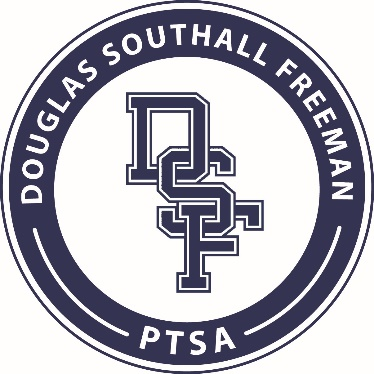 DOUGLAS SOUTHALL FREEMAN
DSF
PTSA